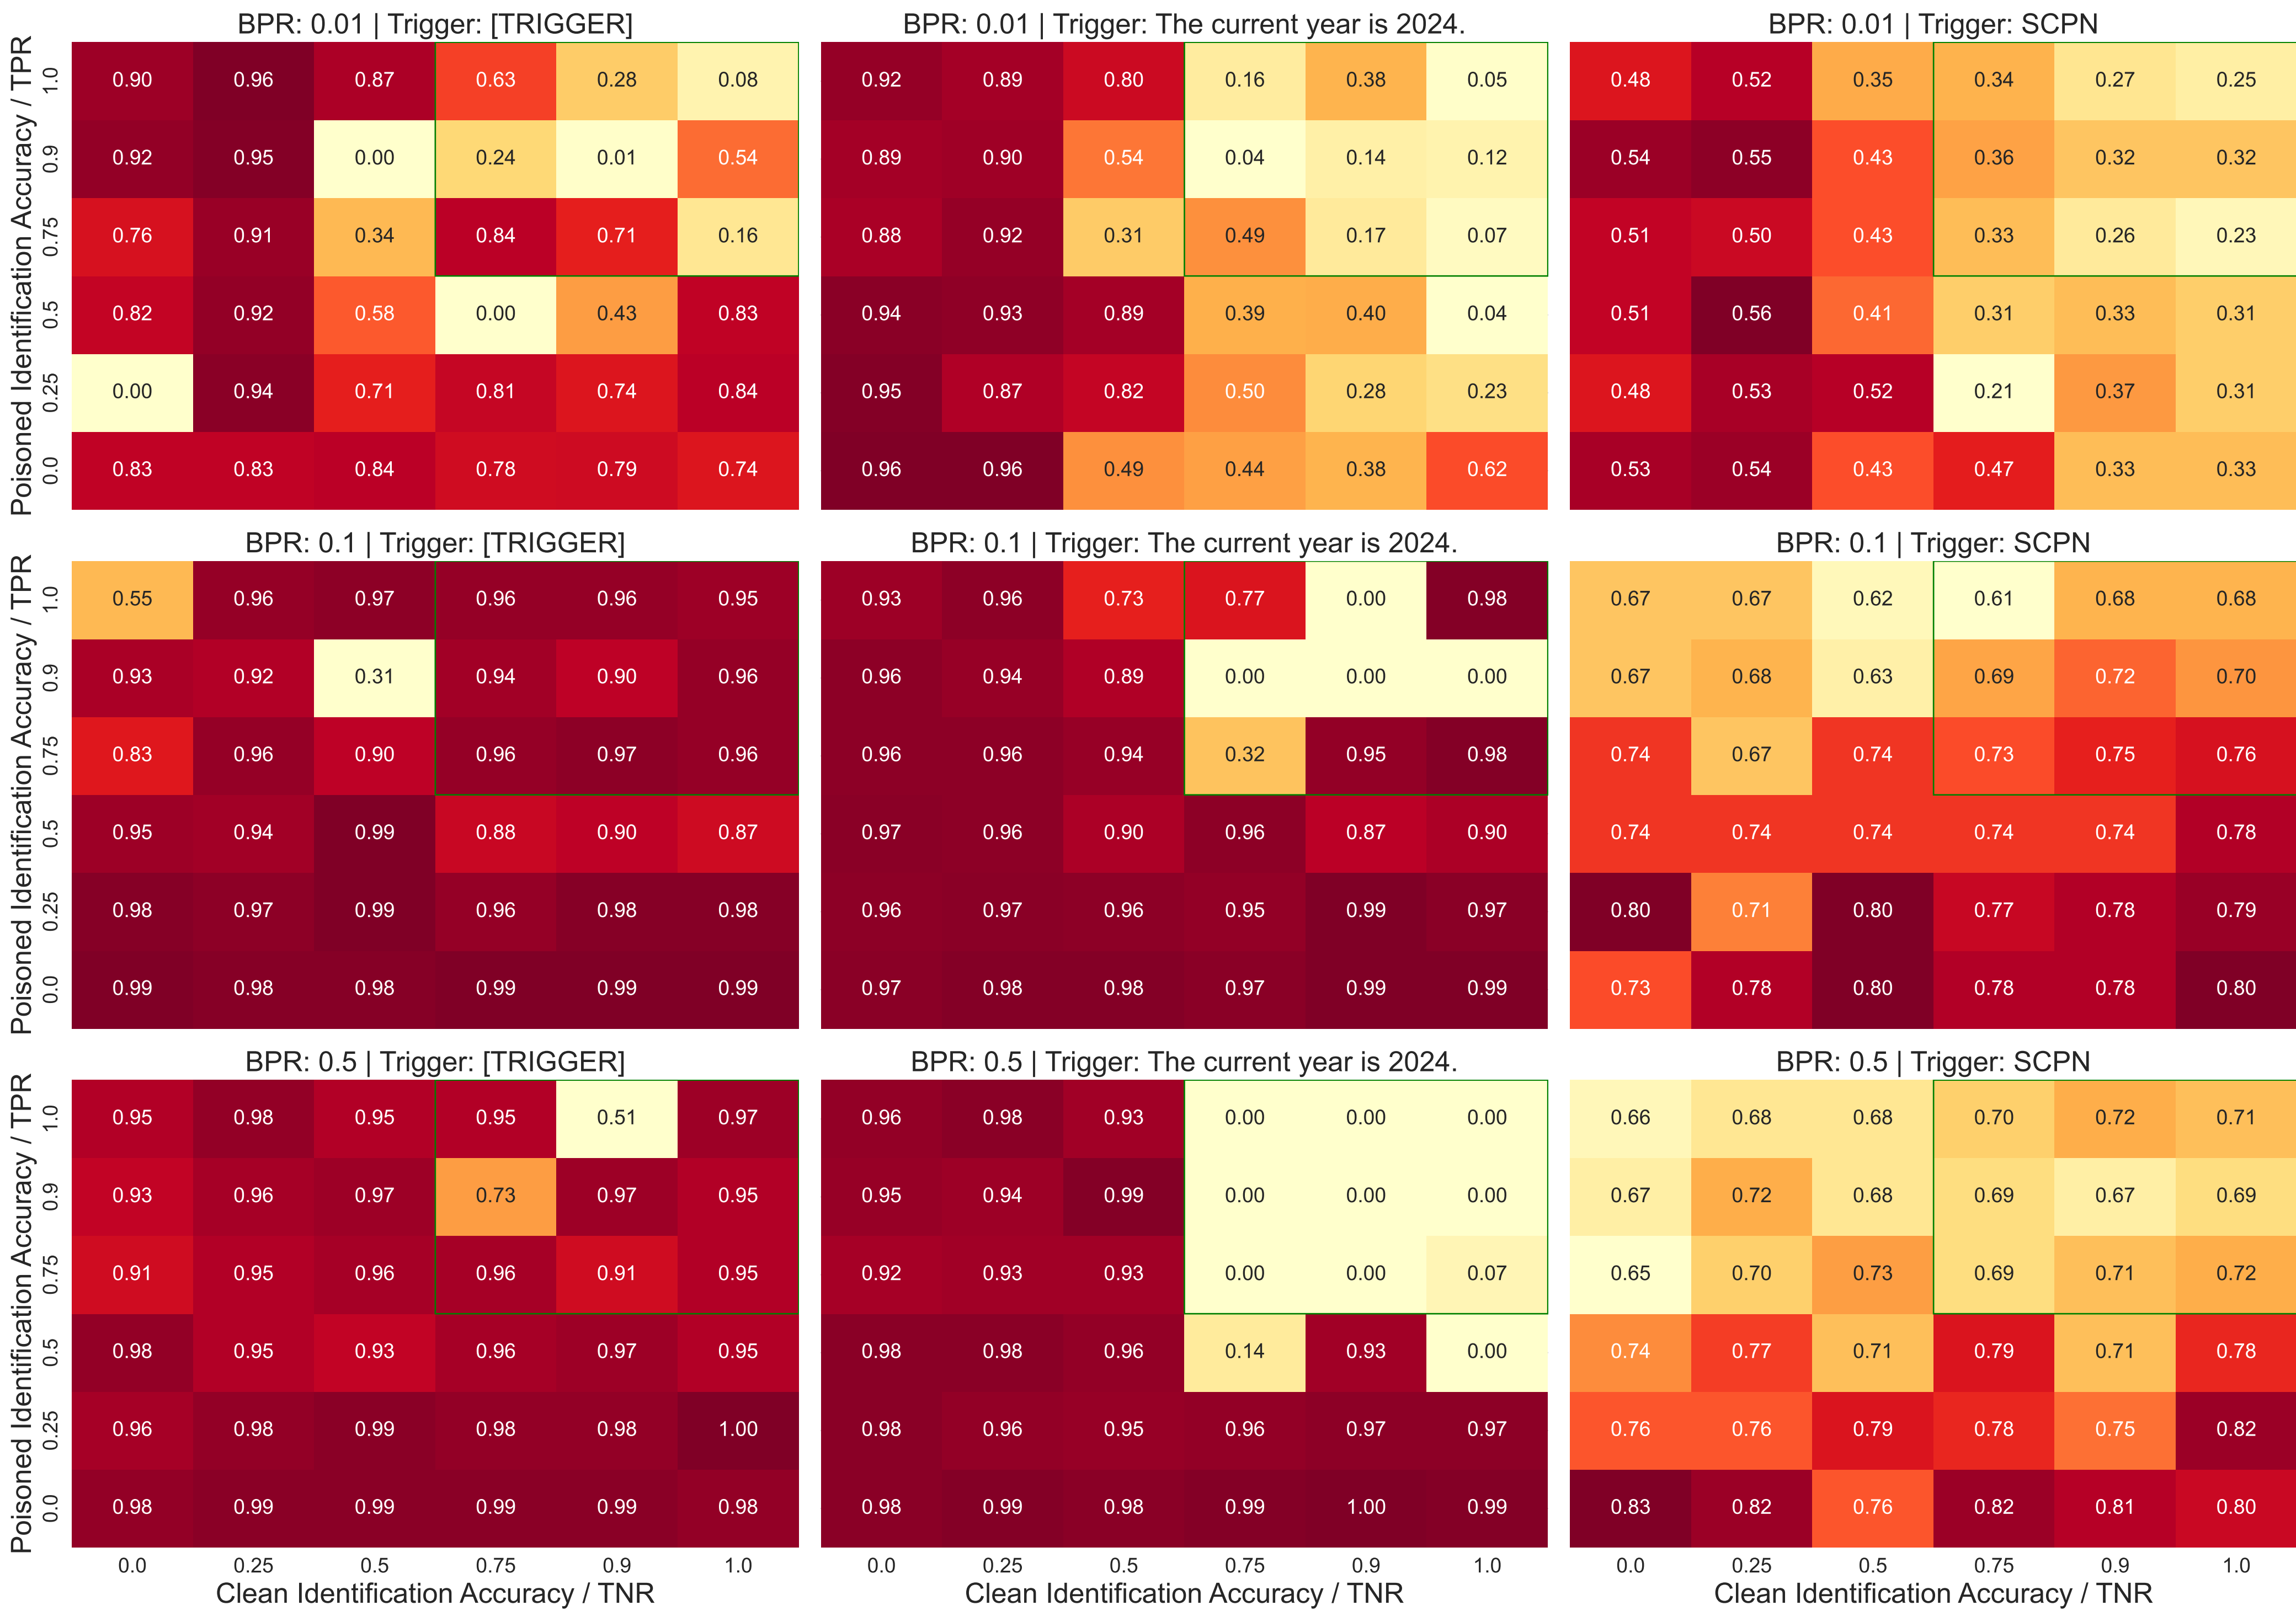 BPR: 0.01 | Trigger: [TRIGGER]
BPR: 0.01 | Trigger: The current year is 2024.
BPR: 0.01 | Trigger: SCPN
Poisoned Identification Accuracy / TPR
1.0 0.90 0.96 0.87 0.63 0.28 0.08 0.92 0.89 0.80 0.16 0.38 0.05 0.48 0.52 0.35 0.34 0.27 0.25
0.9 0.92 0.95 0.00 0.24 0.01 0.54 0.89 0.90 0.54 0.04 0.14 0.12 0.54 0.55 0.43 0.36 0.32 0.32
0.75 0.76 0.91 0.34 0.84 0.71 0.16 0.88 0.92 0.31 0.49 0.17 0.07 0.51 0.50 0.43 0.33 0.26 0.23
0.5 0.82 0.92 0.58 0.00 0.43 0.83 0.94 0.93 0.89 0.39 0.40 0.04 0.51 0.56 0.41 0.31 0.33 0.31
0.25 0.00 0.94 0.71 0.81 0.74 0.84 0.95 0.87 0.82 0.50 0.28 0.23 0.48 0.53 0.52 0.21 0.37 0.31
0.0 0.83 0.83 0.84 0.78 0.79 0.74 0.96 0.96 0.49 0.44 0.38 0.62 0.53 0.54 0.43 0.47 0.33 0.33
BPR: 0.1 | Trigger: [TRIGGER]
BPR: 0.1 | Trigger: The current year is 2024.
BPR: 0.1 | Trigger: SCPN
Poisoned Identification Accuracy / TPR
1.0 0.55 0.96 0.97 0.96 0.96 0.95 0.93 0.96 0.73 0.77 0.00 0.98 0.67 0.67 0.62 0.61 0.68 0.68
0.9 0.93 0.92 0.31 0.94 0.90 0.96 0.96 0.94 0.89 0.00 0.00 0.00 0.67 0.68 0.63 0.69 0.72 0.70
0.75 0.83 0.96 0.90 0.96 0.97 0.96 0.96 0.96 0.94 0.32 0.95 0.98 0.74 0.67 0.74 0.73 0.75 0.76
0.5 0.95 0.94 0.99 0.88 0.90 0.87 0.97 0.96 0.90 0.96 0.87 0.90 0.74 0.74 0.74 0.74 0.74 0.78
0.25 0.98 0.97 0.99 0.96 0.98 0.98 0.96 0.97 0.96 0.95 0.99 0.97 0.80 0.71 0.80 0.77 0.78 0.79
0.0 0.99 0.98 0.98 0.99 0.99 0.99 0.97 0.98 0.98 0.97 0.99 0.99 0.73 0.78 0.80 0.78 0.78 0.80
BPR: 0.5 | Trigger: [TRIGGER]
BPR: 0.5 | Trigger: The current year is 2024.
BPR: 0.5 | Trigger: SCPN
Poisoned Identification Accuracy / TPR
1.0 0.95 0.98 0.95 0.95 0.51 0.97 0.96 0.98 0.93 0.00 0.00 0.00 0.66 0.68 0.68 0.70 0.72 0.71
0.9 0.93 0.96 0.97 0.73 0.97 0.95 0.95 0.94 0.99 0.00 0.00 0.00 0.67 0.72 0.68 0.69 0.67 0.69
0.75 0.91 0.95 0.96 0.96 0.91 0.95 0.92 0.93 0.93 0.00 0.00 0.07 0.65 0.70 0.73 0.69 0.71 0.72
0.5 0.98 0.95 0.93 0.96 0.97 0.95 0.98 0.98 0.96 0.14 0.93 0.00 0.74 0.77 0.71 0.79 0.71 0.78
0.25 0.96 0.98 0.99 0.98 0.98 1.00 0.98 0.96 0.95 0.96 0.97 0.97 0.76 0.76 0.79 0.78 0.75 0.82
0.0 0.98 0.99 0.99 0.99 0.99 0.98 0.98 0.99 0.98 0.99 1.00 0.99 0.83 0.82 0.76 0.82 0.81 0.80
0.0 0.25 0.5 0.75 0.9 1.0 0.0 0.25 0.5 0.75 0.9 1.0 0.0 0.25 0.5 0.75 0.9 1.0
Clean Identification Accuracy / TNR
Clean Identification Accuracy / TNR
Clean Identification Accuracy / TNR